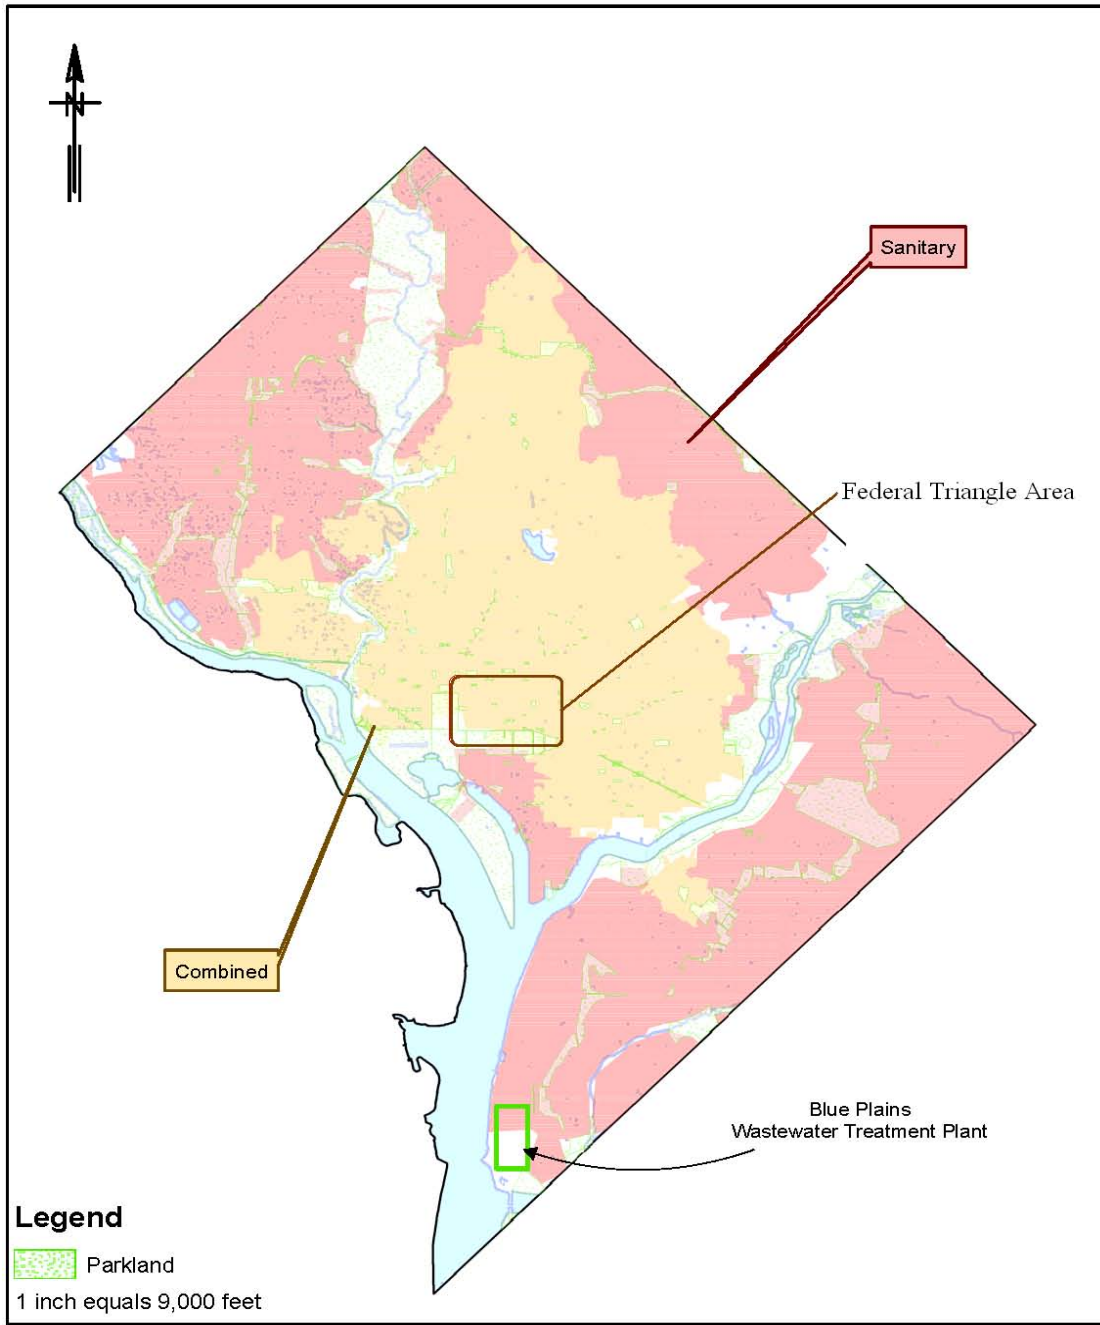 N
Sanitary
Federal Triangle Area
Combined
Blue Plains
Wastewater Treatment Plant
Legend
Parkland
1 inch equals 9,000 feet